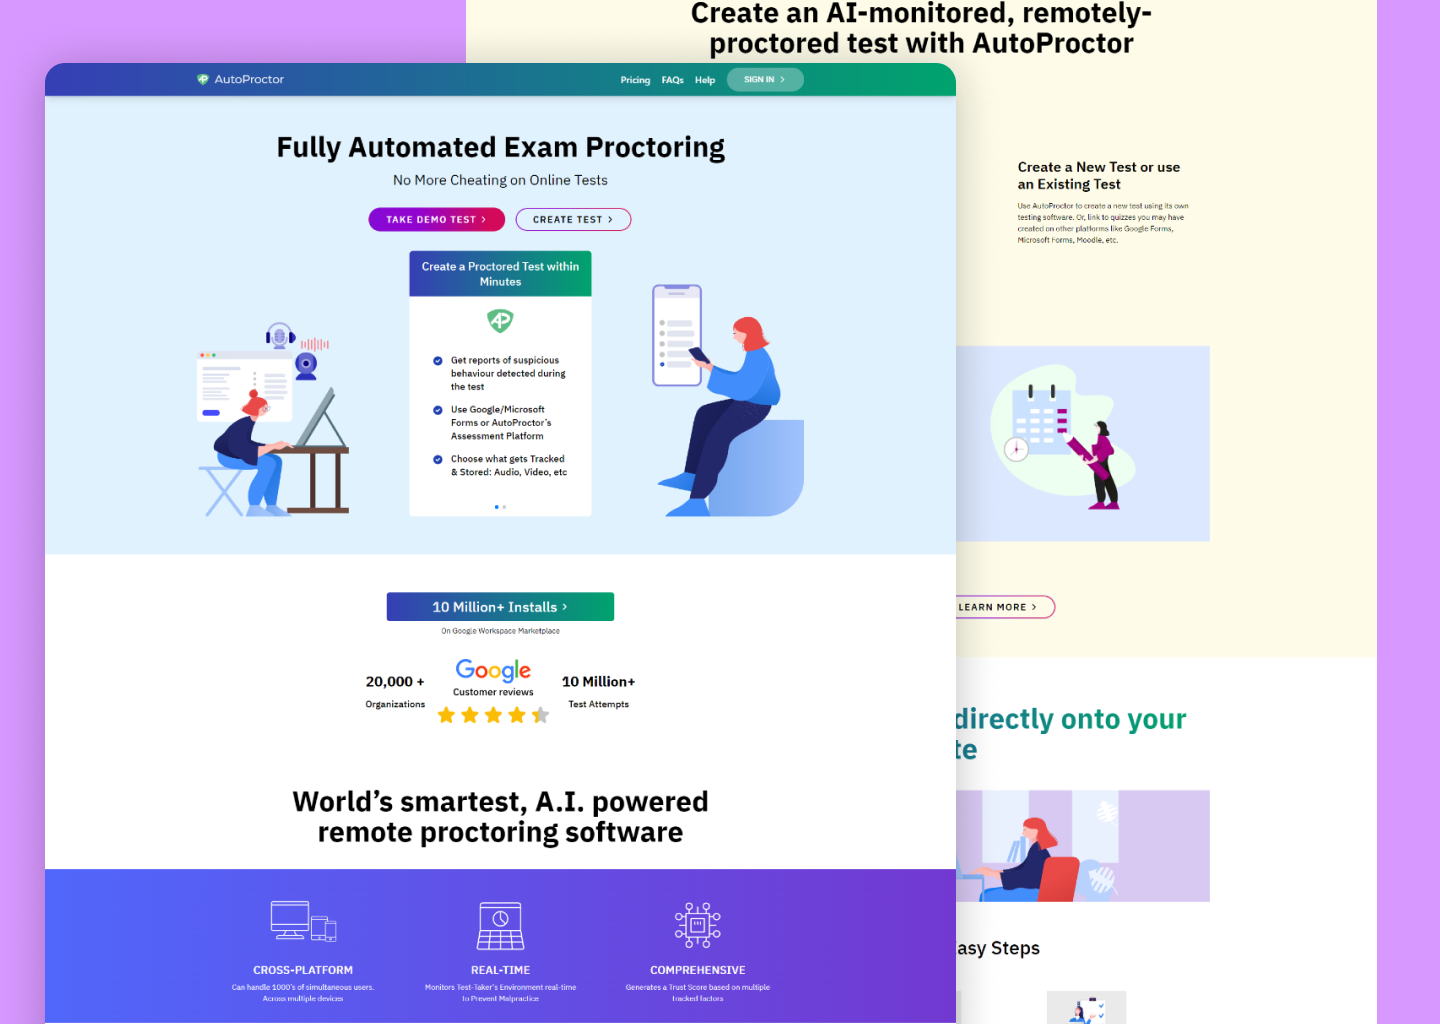 Create an AI-monitored, remotely-
proctored test with AutoProctor
AutoProctor
Pricing
FAQs
Help
SIGN IN
Fully Automated Exam Proctoring
No More Cheating on Online Tests
TAKE DEMO TEST
CREATE TEST
Create a Proctored Test within
Minutes
AP
Get reports of suspicious
behaviour detected during
the test
Use Google/Microsoft
Forms or AutoProctor's
Assessment Platform
Choose what gets Tracked
& Stored: Audio, Video, etc
10 Million+ Installs
On Google Workspace Marketplace
20,000 +
Organizations
Google
Customer reviews
10 Million+
Test Attempts
World's smartest, A.I. powered
remote proctoring software
CROSS-PLATFORM
Can handle 1000's of simultaneous users.
Across multiple devices
REAL-TIME
Monitors Test-Taker's Environment real-time
to Prevent Malpractice
COMPREHENSIVE
Generates a Trust Score based on multiple
tracked factors
Create a New Test or use
an Existing Test
Use AutoProctor to create a new test using its own
testing software. Or, link to quizzes you may have
created on other platforms like Google Forms,
Microsoft Forms, Moodle, etc.
LEARN MORE
directly onto your
te
asy Steps